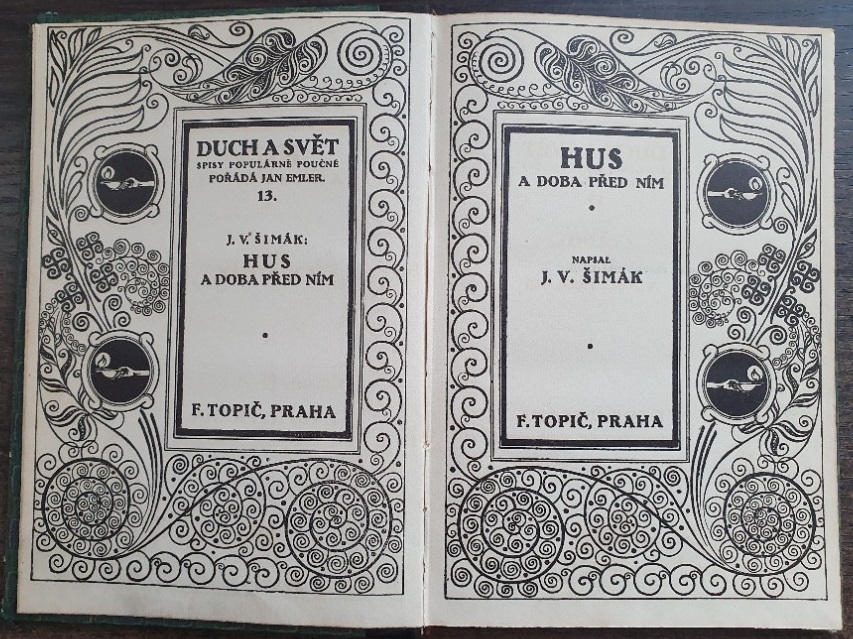 DUCH A SVĚT
SPISY POPULÁRNĚ POUČNÉ
POŘÁDÁ JAN EMLER.
13.
J. V. ŠIMÁK:
HUS
A DOBA PŘED NÍM
F. TOPIČ, PRAHA
HUS
A DOBA PŘED NÍM
NAPSAL
J. V. ŠIMÁK
F. TOPIČ, PRAHA